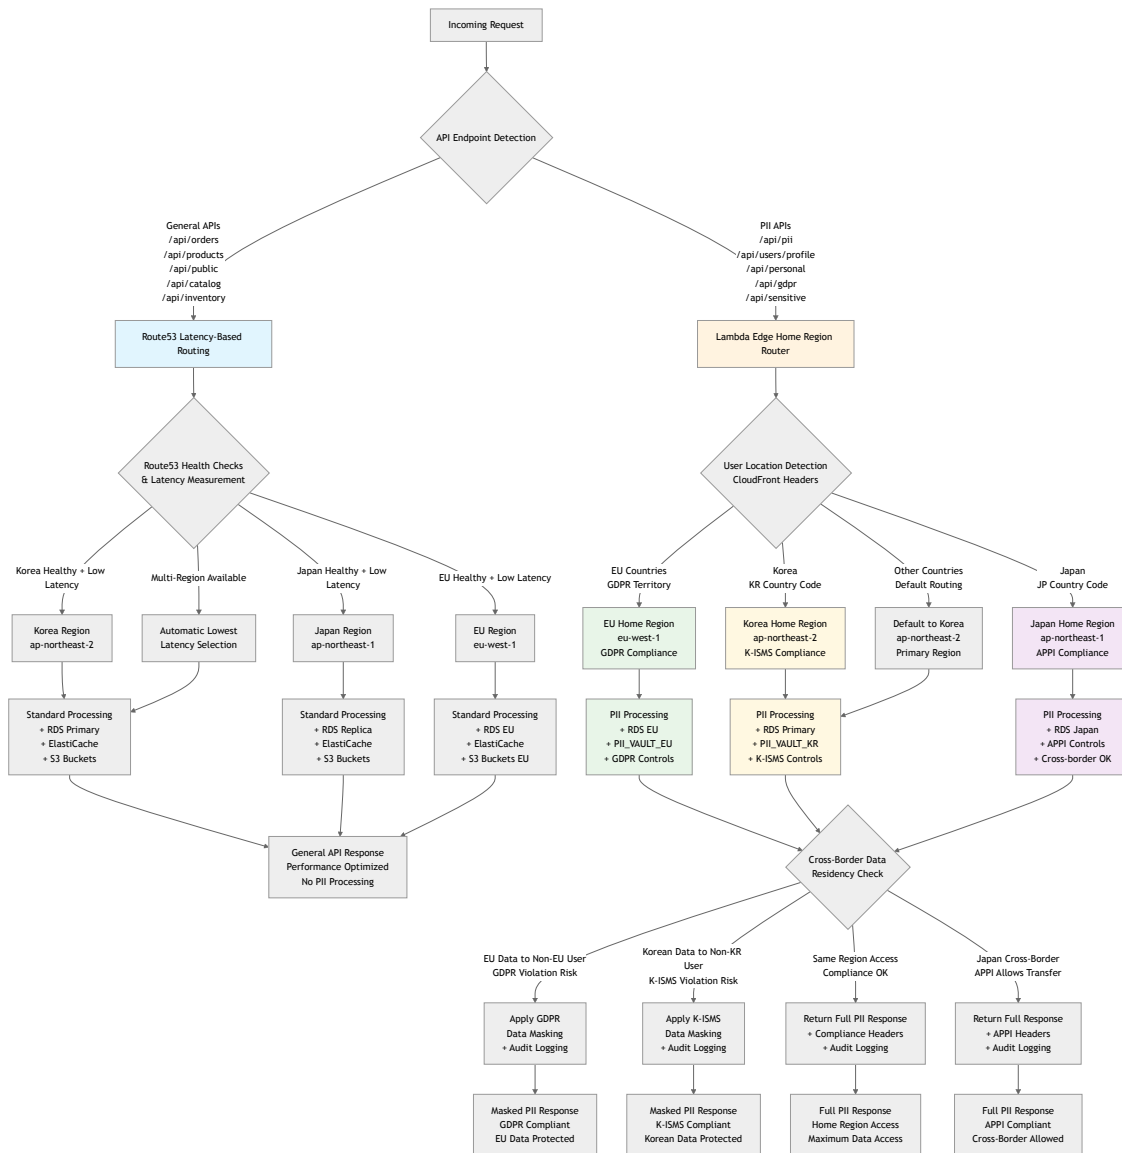 Incoming Request
API Endpoint Detection
General APIs
/api/orders
/api/products
/api/public
/api/catalog
/api/inventory
PII APIs
/api/pii
/api/users/profile
/api/personal
/api/gdpr
/api/sensitive
Route53 Latency-Based
Routing
Lambda Edge Home Region
Router
Route53 Health Checks
& Latency Measurement
User Location Detection
CloudFront Headers
Korea Healthy + Low
Latency
Multi-Region Available
Japan Healthy + Low
Latency
EU Healthy + Low Latency
EU Countries
GDPR Territory
Korea
KR Country Code
Other Countries
Default Routing
Japan
JP Country Code
Korea Region
ap-northeast-2
Automatic Lowest
Latency Selection
Japan Region
ap-northeast-1
EU Region
eu-west-1
EU Home Region
eu-west-1
GDPR Compliance
Korea Home Region
ap-northeast-2
K-ISMS Compliance
Default to Korea
ap-northeast-2
Primary Region
Japan Home Region
ap-northeast-1
APPI Compliance
Standard Processing
+ RDS Primary
+ ElastiCache
+ S3 Buckets
Standard Processing
+ RDS Replica
+ ElastiCache
+ S3 Buckets
Standard Processing
+ RDS EU
+ ElastiCache
+ S3 Buckets EU
PII Processing
+ RDS EU
+ PII_VAULT_EU
+ GDPR Controls
PII Processing
+ RDS Primary
+ PII_VAULT_KR
+ K-ISMS Controls
PII Processing
+ RDS Japan
+ APPI Controls
+ Cross-border OK
General API Response
Performance Optimized
No PII Processing
Cross-Border Data
Residency Check
EU Data to Non-EU User
GDPR Violation Risk
Korean Data to Non-KR
User
K-ISMS Violation Risk
Same Region Access
Compliance OK
Japan Cross-Border
APPI Allows Transfer
Apply GDPR
Data Masking
+ Audit Logging
Apply K-ISMS
Data Masking
+ Audit Logging
Return Full PII Response
+ Compliance Headers
+ Audit Logging
Return Full Response
+ APPI Headers
+ Audit Logging
Masked PII Response
GDPR Compliant
EU Data Protected
Masked PII Response
K-ISMS Compliant
Korean Data Protected
Full PII Response
Home Region Access
Maximum Data Access
Full PII Response
APPI Compliant
Cross-Border Allowed